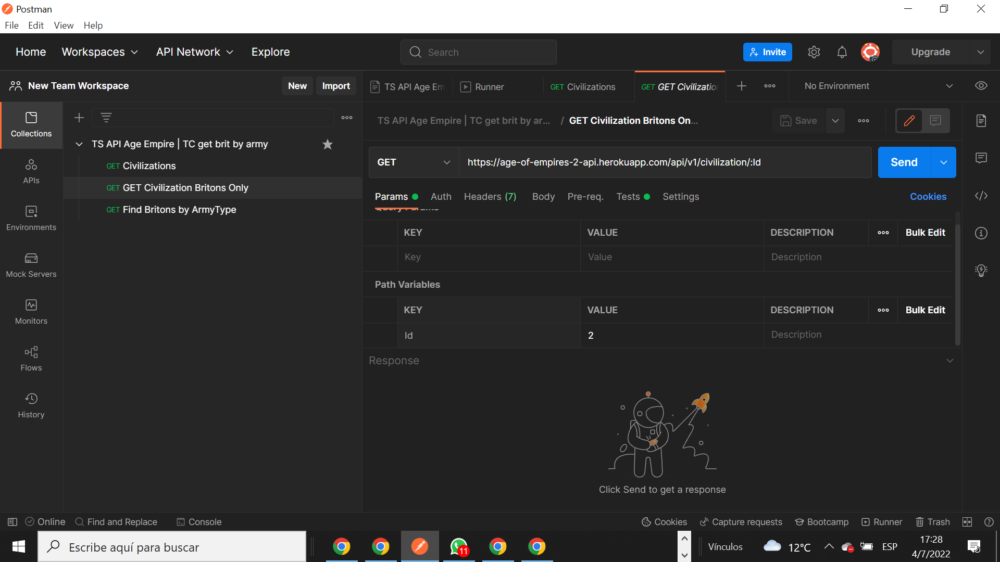 Postman
File Edit View Help
Home Workspaces API Network Explore Search Invite Upgrade
New Team Workspace New Import
TS API Age Em Runner GET Civilizations GET GET Civilizatio No Environment
Collections
APIs
Environments
Mock Servers
Monitors
Flows
History
TS API Age Empire | TC get brit by army
GET Civilizations
GET GET Civilization Britons Only
GET Find Britons by ArmyType
TS API Age Empire | TC get brit by ar... / GET Civilization Britons On... Save
GET https://age-of-empires-2-api.herokuapp.com/api/v1/civilization/:Id Send
Params Auth Headers (7) Body Pre-req. Tests Settings Cookies
Query Params
KEY VALUE DESCRIPTION Bulk Edit
Key Value Description
Path Variables
KEY VALUE DESCRIPTION Bulk Edit
Id 2 Description
Response
Click Send to get a response
Online Find and Replace Console Cookies Capture requests Bootcamp Runner Trash
Escribe aquí para buscar 11 Vínculos 12°C ESP 17:28
4/7/2022